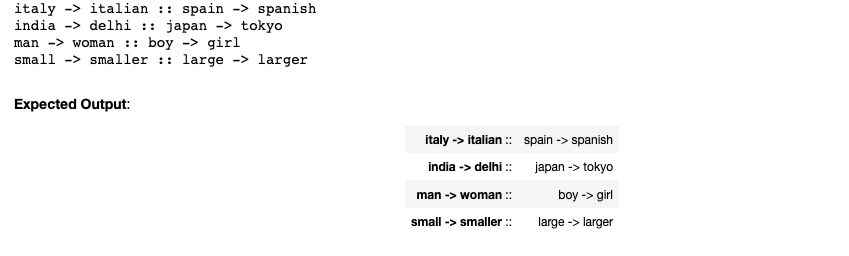 italy -> italian :: spain -> spanish
india -> delhi :: japan -> tokyo
man -> woman :: boy -> girl
small -> smaller :: large -> larger
Expected Output:
italy -> italian :: spain -> spanish
india -> delhi :: japan -> tokyo
man -> woman :: boy -> girl
small -> smaller :: large -> larger